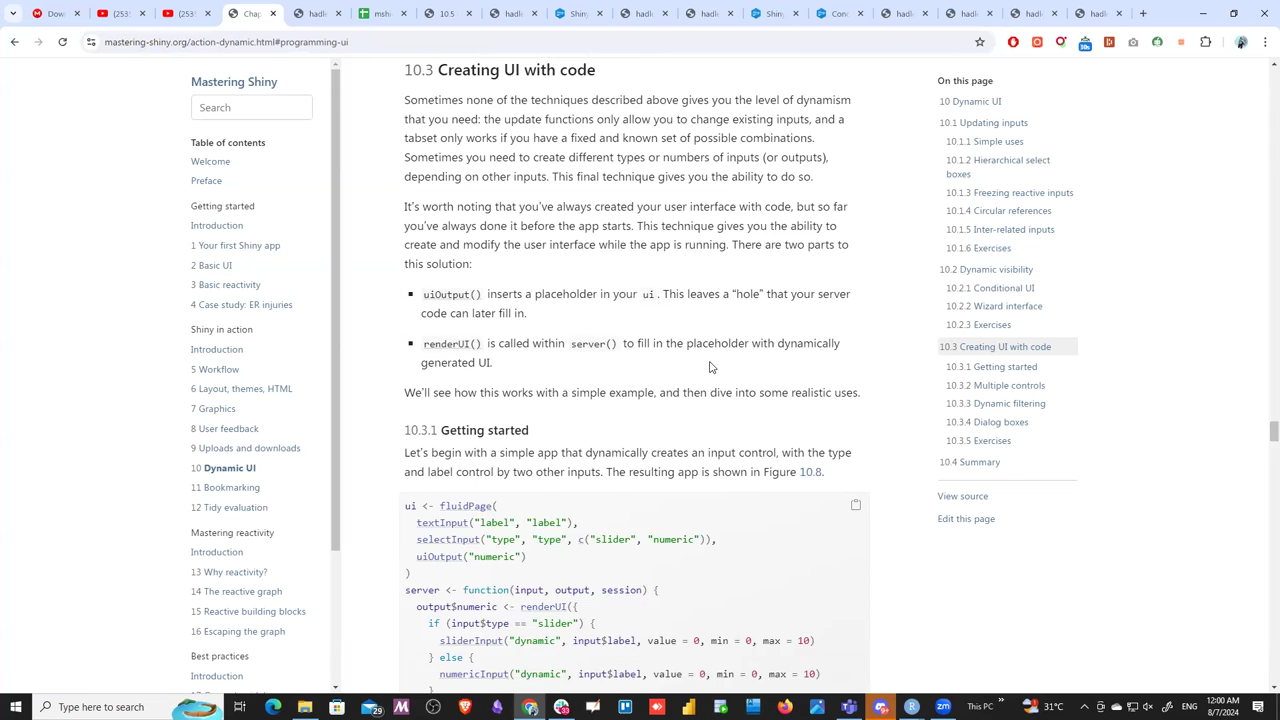 Do
(253
(258
Dynar
mastering-shiny.org/action-dynamic.html#programming-ui
30s
Mastering Shiny
Search
Table of contents
Welcome
Preface
Getting started
Introduction
1 Your first Shiny app
2 Basic UI
3 Basic reactivity
4 Case study: ER injuries
Shiny in action
Introduction
5 Workflow
6 Layout, themes, HTML
7 Graphics
8 User feedback
9 Uploads and downloads
10 Dynamic UI
11 Bookmarking
12 Tidy evaluation
Mastering reactivity
Introduction
13 Why reactivity?
14 The reactive graph
15 Reactive building blocks
16 Escaping the graph
Best practices
Introduction
10.3 Creating UI with code
Sometimes none of the techniques described above gives you the level of dynamism
that you need: the update functions only allow you to change existing inputs, and a
tabset only works if you have a fixed and known set of possible combinations.
Sometimes you need to create different types or numbers of inputs (or outputs),
depending on other inputs. This final technique gives you the ability to do so.
It's worth noting that you've always created your user interface with code, but so far
you've always done it before the app starts. This technique gives you the ability to
create and modify the user interface while the app is running. There are two parts to
this solution:
▪ uiOutput() inserts a placeholder in your ui. This leaves a “hole” that your server
code can later fill in.
▪ renderUI() is called within server() to fill in the placeholder with dynamically
generated UI.
We'll see how this works with a simple example, and then dive into some realistic uses.
10.3.1 Getting started
Let's begin with a simple app that dynamically creates an input control, with the type
and label control by two other inputs. The resulting app is shown in Figure 10.8.
ui <- fluidPage(
textInput("label", "label"),
selectInput("type", "type", c("slider", "numeric")),
uiOutput("numeric")
)
server <- function(input, output, session) {
output$numeric <- renderUI({
if (input$type == "slider") {
sliderInput("dynamic", input$label, value = 0, min = 0, max = 10)
} else {
numericInput("dynamic", input$label, value = 0, min = 0, max = 10)
}
On this page
10 Dynamic UI
10.1 Updating inputs
10.1.1 Simple uses
10.1.2 Hierarchical select
boxes
10.1.3 Freezing reactive inputs
10.1.4 Circular references
10.1.5 Inter-related inputs
10.1.6 Exercises
10.2 Dynamic visibility
10.2.1 Conditional UI
10.2.2 Wizard interface
10.2.3 Exercises
10.3 Creating UI with code
10.3.1 Getting started
10.3.2 Multiple controls
10.3.3 Dynamic filtering
10.3.4 Dialog boxes
10.3.5 Exercises
10.4 Summary
View source
Edit this page
Type here to search
29
This PC
31°C
12:00 AM
8/7/2024